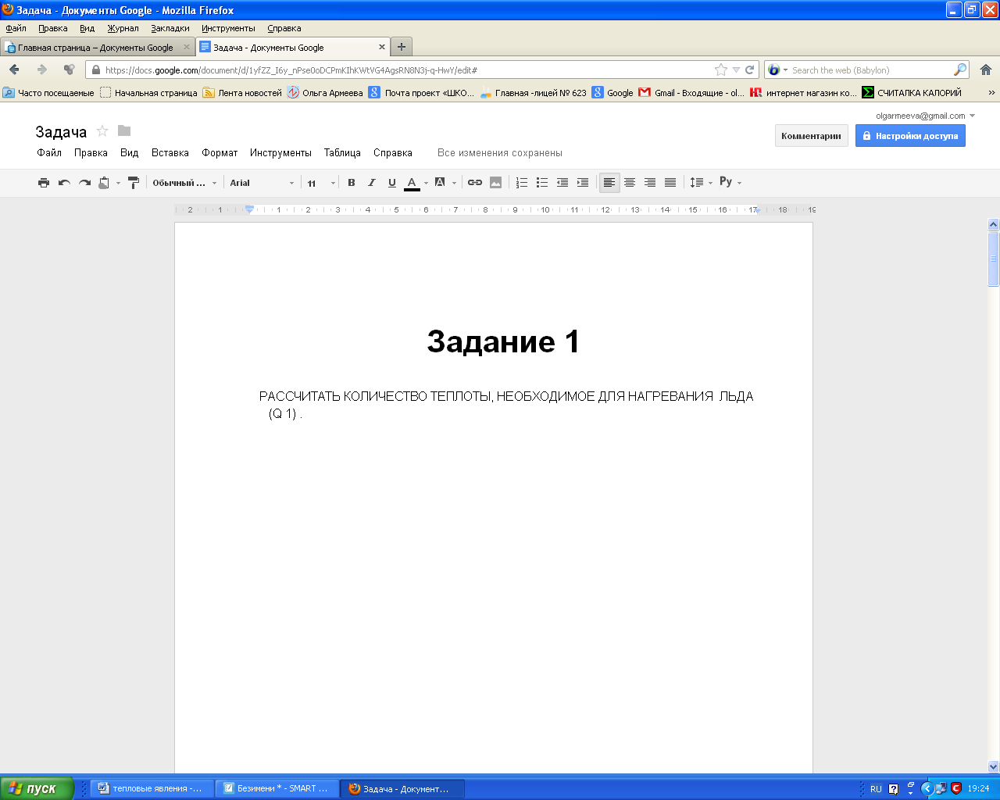 Задача - Документы Google - Mozilla Firefox
Файл Правка Вид Журнал Закладки Инструменты Справка
Главная страница – Документы Google Задача - Документы Google
https://docs.google.com/document/d/1yfZZ_I6y_nPse0oDCPmKIhKWtVG4AgsRN8N3j-q-HwY/edit# Search the web (Babylon)
Часто посещаемые Начальная страница Лента новостей Ольга Армеева Почта проект «ШКО... Главная -лицей № 623 Google Gmail - Входящие - ol... интернет магазин ко... СЧИТАЛКА КАЛОРИЙ »
olgarmeeva@gmail.com
Задача
Комментарии Настройки доступа
Файл Правка Вид Вставка Формат Инструменты Таблица Справка Все изменения сохранены
Обычный ... Arial 11 B I U A A Ру
2 1 1 2 3 4 5 6 7 8 9 10 11 12 13 14 15 16 17 18 19
Задание 1
РАССЧИТАТЬ КОЛИЧЕСТВО ТЕПЛОТЫ, НЕОБХОДИМОЕ ДЛЯ НАГРЕВАНИЯ ЛЬДА
(Q 1) .
пуск тепловые явления -... Безимени * - SMART ... Задача - Документ... RU 19:24